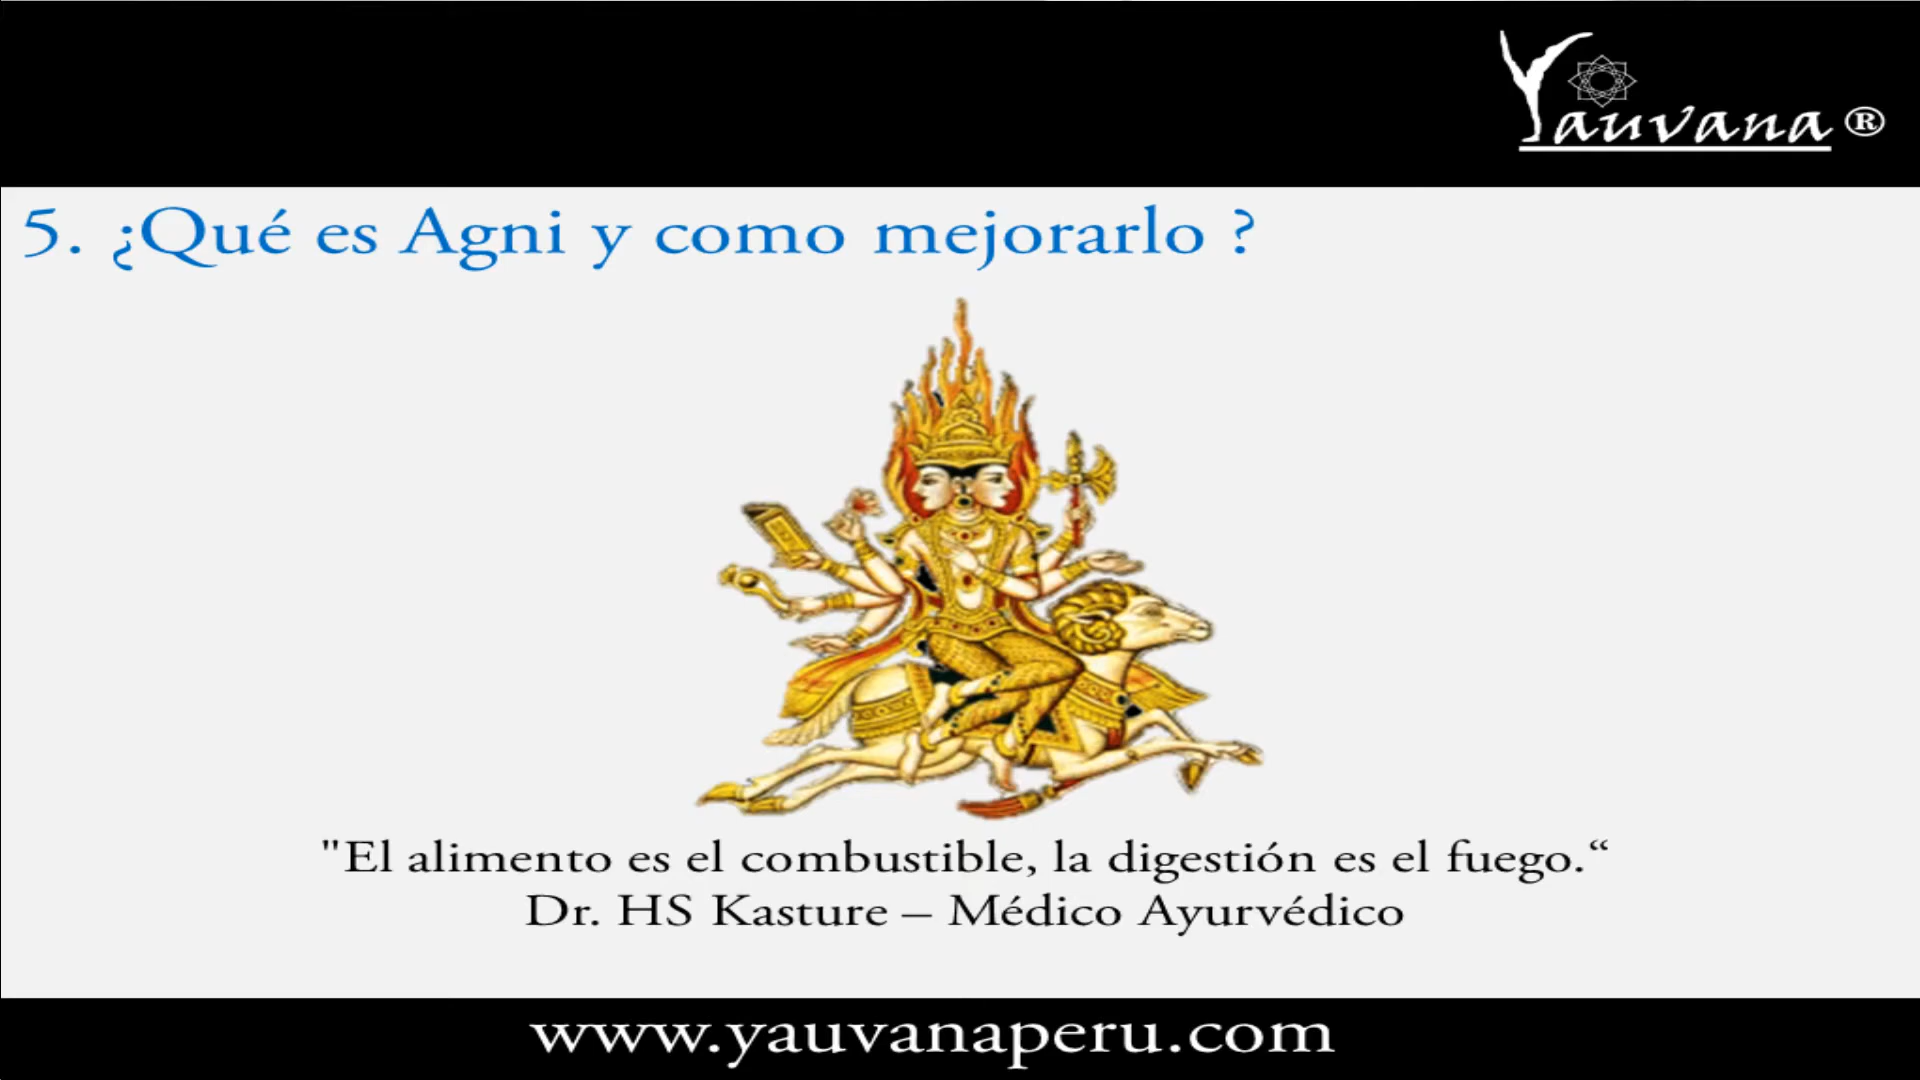 Yauvana ®
5. ¿Qué es Agni y como mejorarlo ?
"El alimento es el combustible, la digestión es el fuego.“
Dr. HS Kasture – Médico Ayurvédico
www.yauvanaperu.com